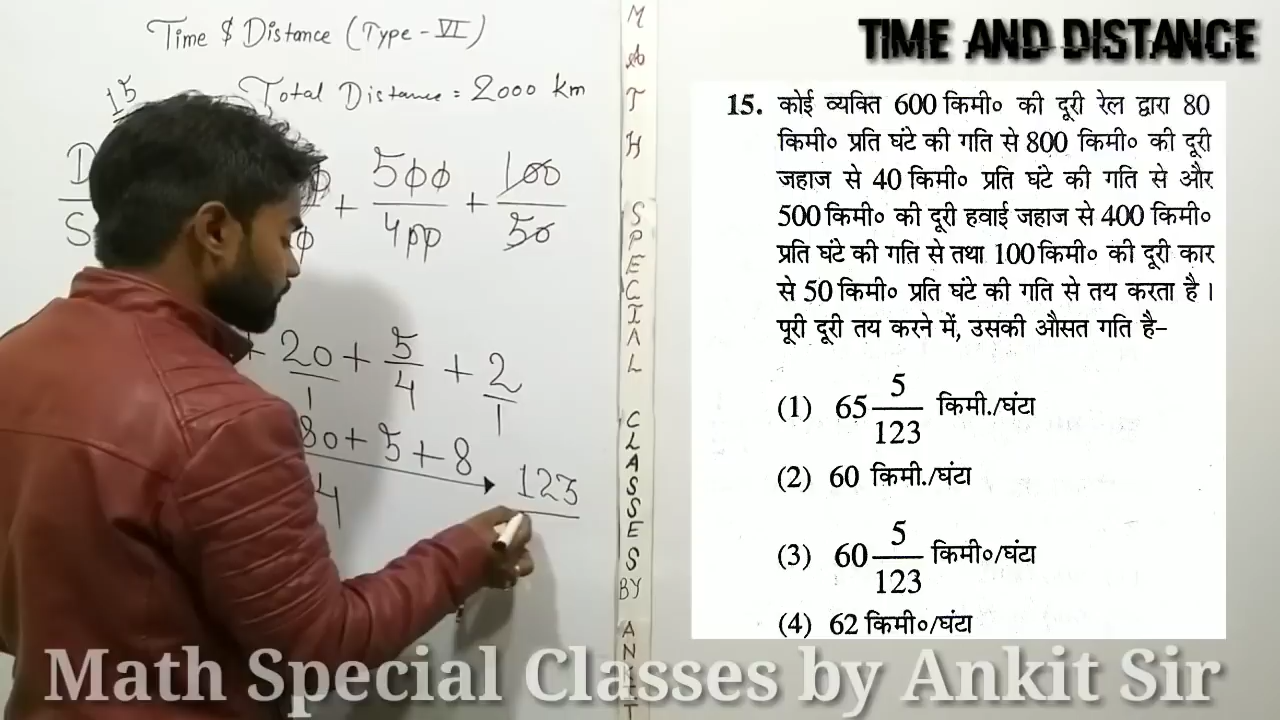 Time & Distance (Type - VI)
15
Total Distance = 2000 km
D
S
+ 500/400 + 100/50
+ 20/1 + 5/4 + 2/1
80 + 5 + 8
4
123
MATH SPECIAL CLASSES BY ANKIT
TIME AND DISTANCE
15. कोई व्यक्ति 600 किमी० की दूरी रेल द्वारा 80
किमी० प्रति घंटे की गति से 800 किमी० की दूरी
जहाज से 40 किमी० प्रति घंटे की गति से और
500 किमी० की दूरी हवाई जहाज से 400 किमी०
प्रति घंटे की गति से तथा 100 किमी० की दूरी कार
से 50 किमी० प्रति घंटे की गति से तय करता है ।
पूरी दूरी तय करने में, उसकी औसत गति है–
(1) 65 5/123 किमी./घंटा
(2) 60 किमी./घंटा
(3) 60 5/123 किमी०/घंटा
(4) 62 किमी०/घंटा
Math Special Classes by Ankit Sir